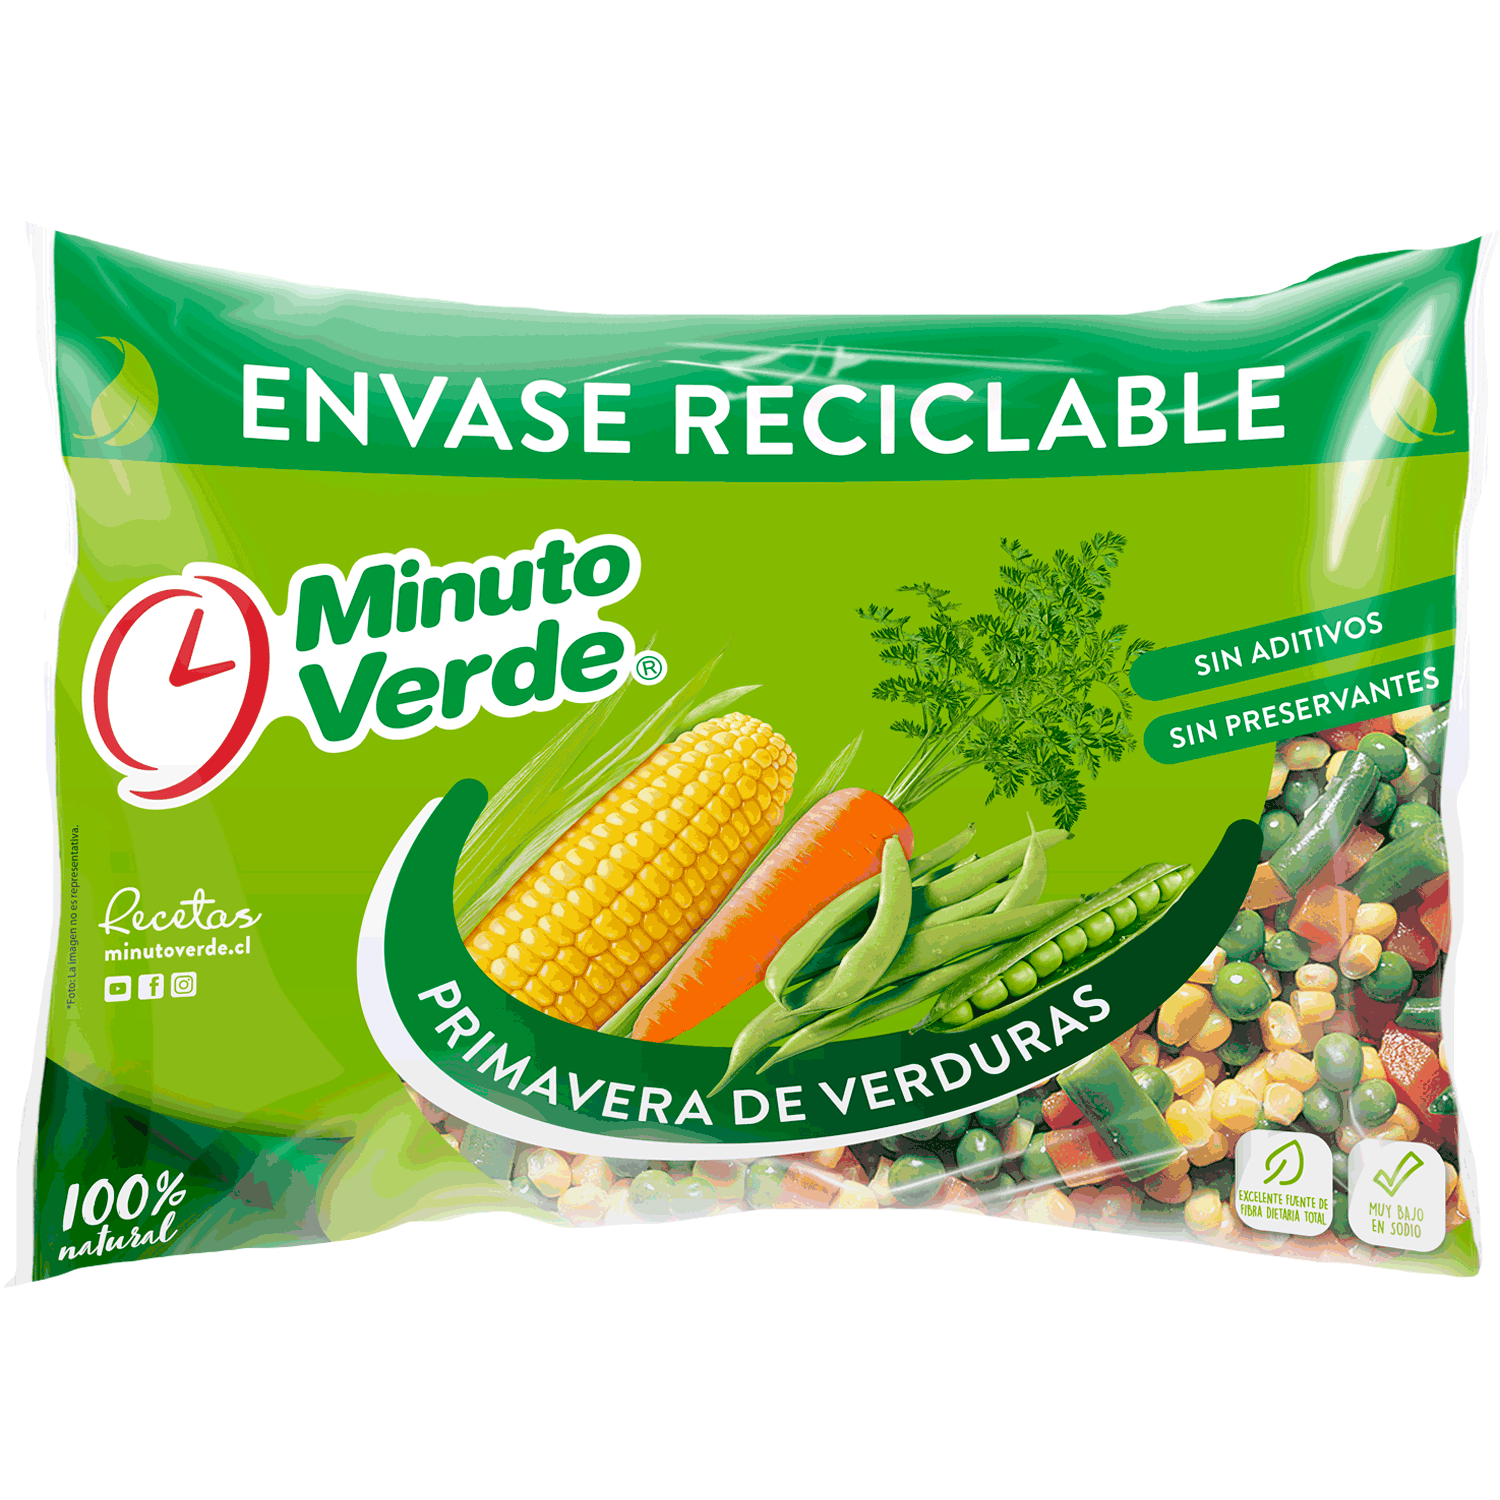 ENVASE RECICLABLE
Minuto
Verde®
SIN ADITIVOS
SIN PRESERVANTES
*Foto: La imagen no es representativa.
Recetas
minutoverde.cl
PRIMAVERA DE VERDURAS
100%
natural
EXCELENTE FUENTE DE
FIBRA DIETARIA TOTAL
MUY BAJO
EN SODIO